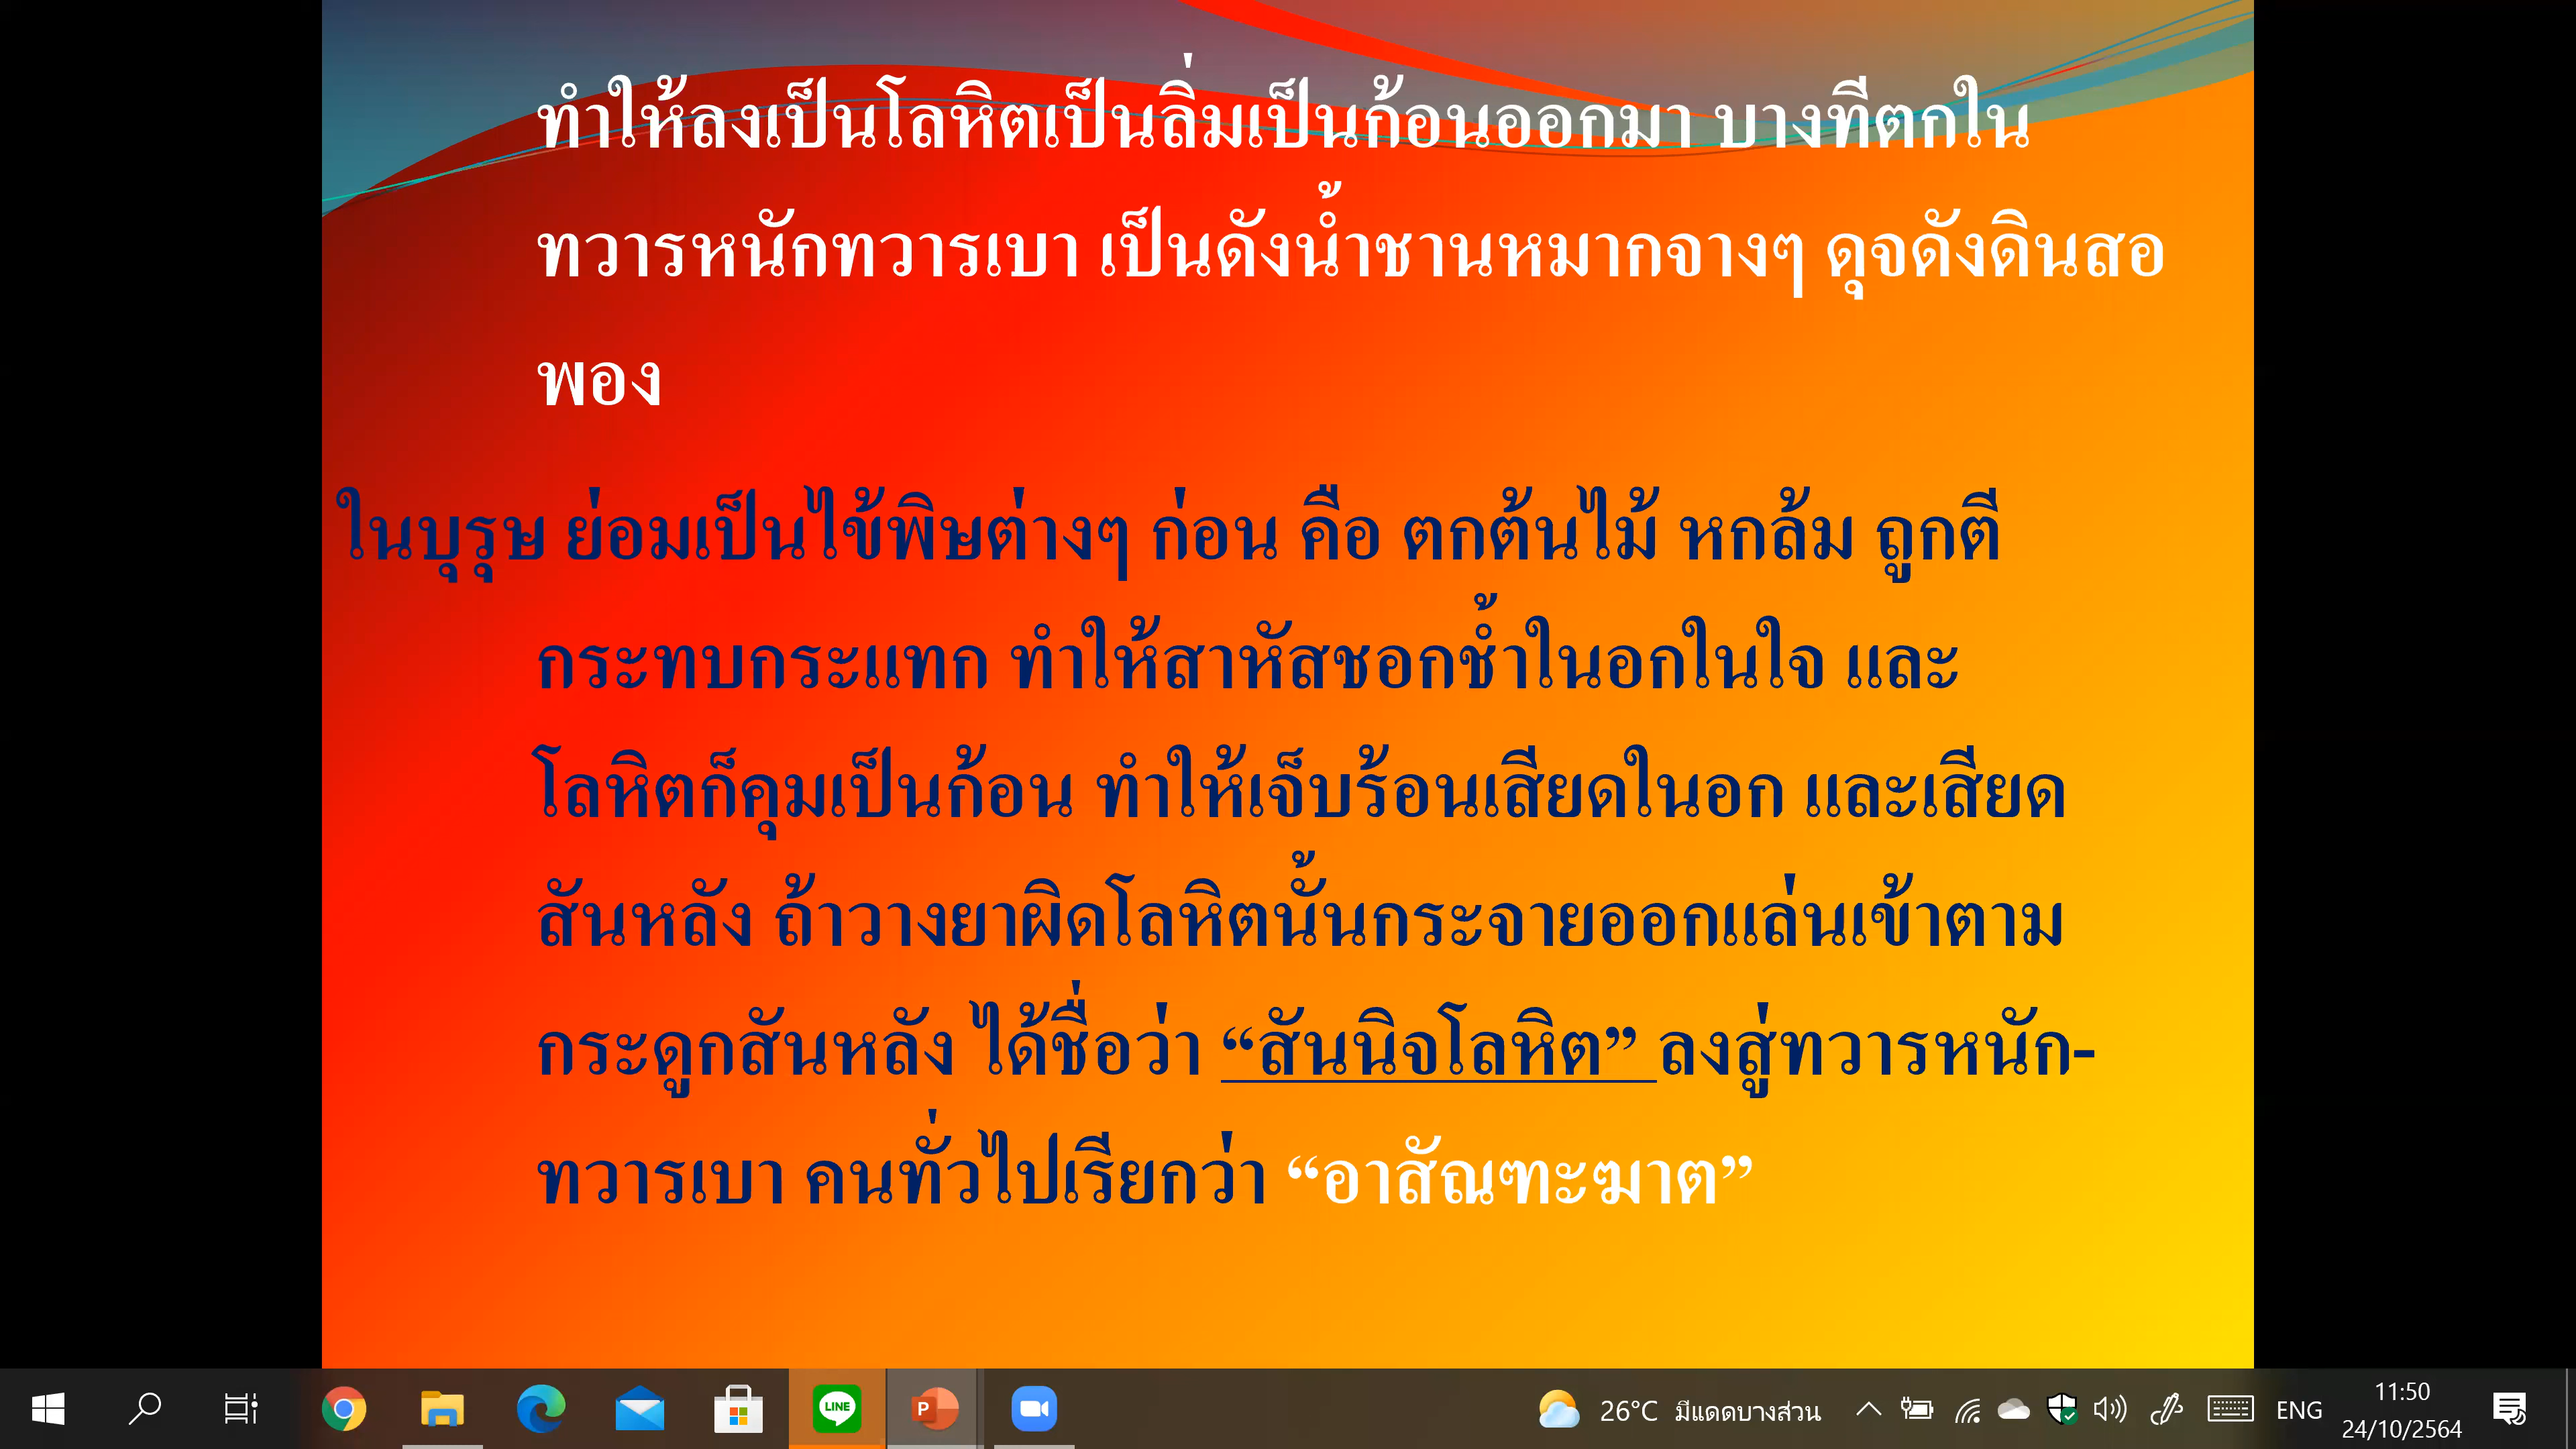 ทำให้ลงเป็นโลหิตเป็นลิ่มเป็นก้อนออกมา บางทีตกใน
ทวารหนักทวารเบา เป็นดังน้ำชานหมากจางๆ ดุจดังดินสอ
พอง
ในบุรุษ ย่อมเป็นไข้พิษต่างๆ ก่อน คือ ตกต้นไม้ หกล้ม ถูกตี
กระทบกระแทก ทำให้สาหัสชอกช้ำในอกในใจ และ
โลหิตก็คุมเป็นก้อน ทำให้เจ็บร้อนเสียดในอก และเสียด
สันหลัง ถ้าวางยาผิดโลหิตนั้นกระจายออกแล่นเข้าตาม
กระดูกสันหลัง ได้ชื่อว่า “สันนิจโลหิต” ลงสู่ทวารหนัก-
ทวารเบา คนทั่วไปเรียกว่า “อาสัณฑะฆาต”
LINE
P
26°C มีแดดบางส่วน
ENG
11:50
24/10/2564